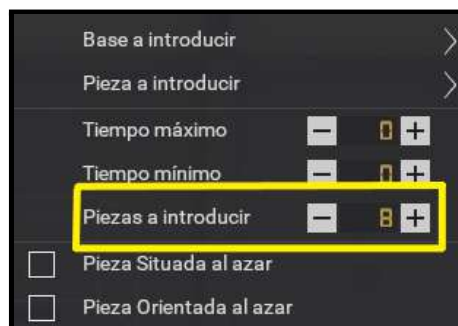 Base a introducir
Pieza a introducir
Tiempo máximo − 0 +
Tiempo mínimo − 0 +
Piezas a introducir − 8 +
Pieza Situada al azar
Pieza Orientada al azar